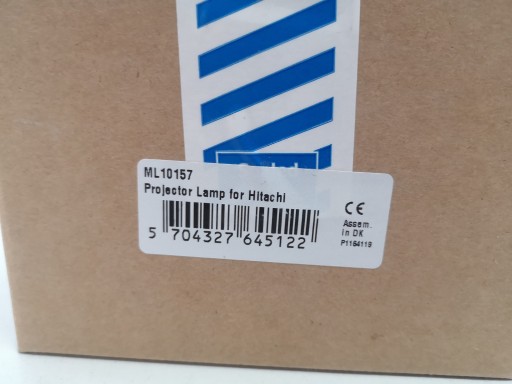 ML10157
Projector Lamp for Hitachi
5 704327 645122
CE
Assem.
in DK
P1164119